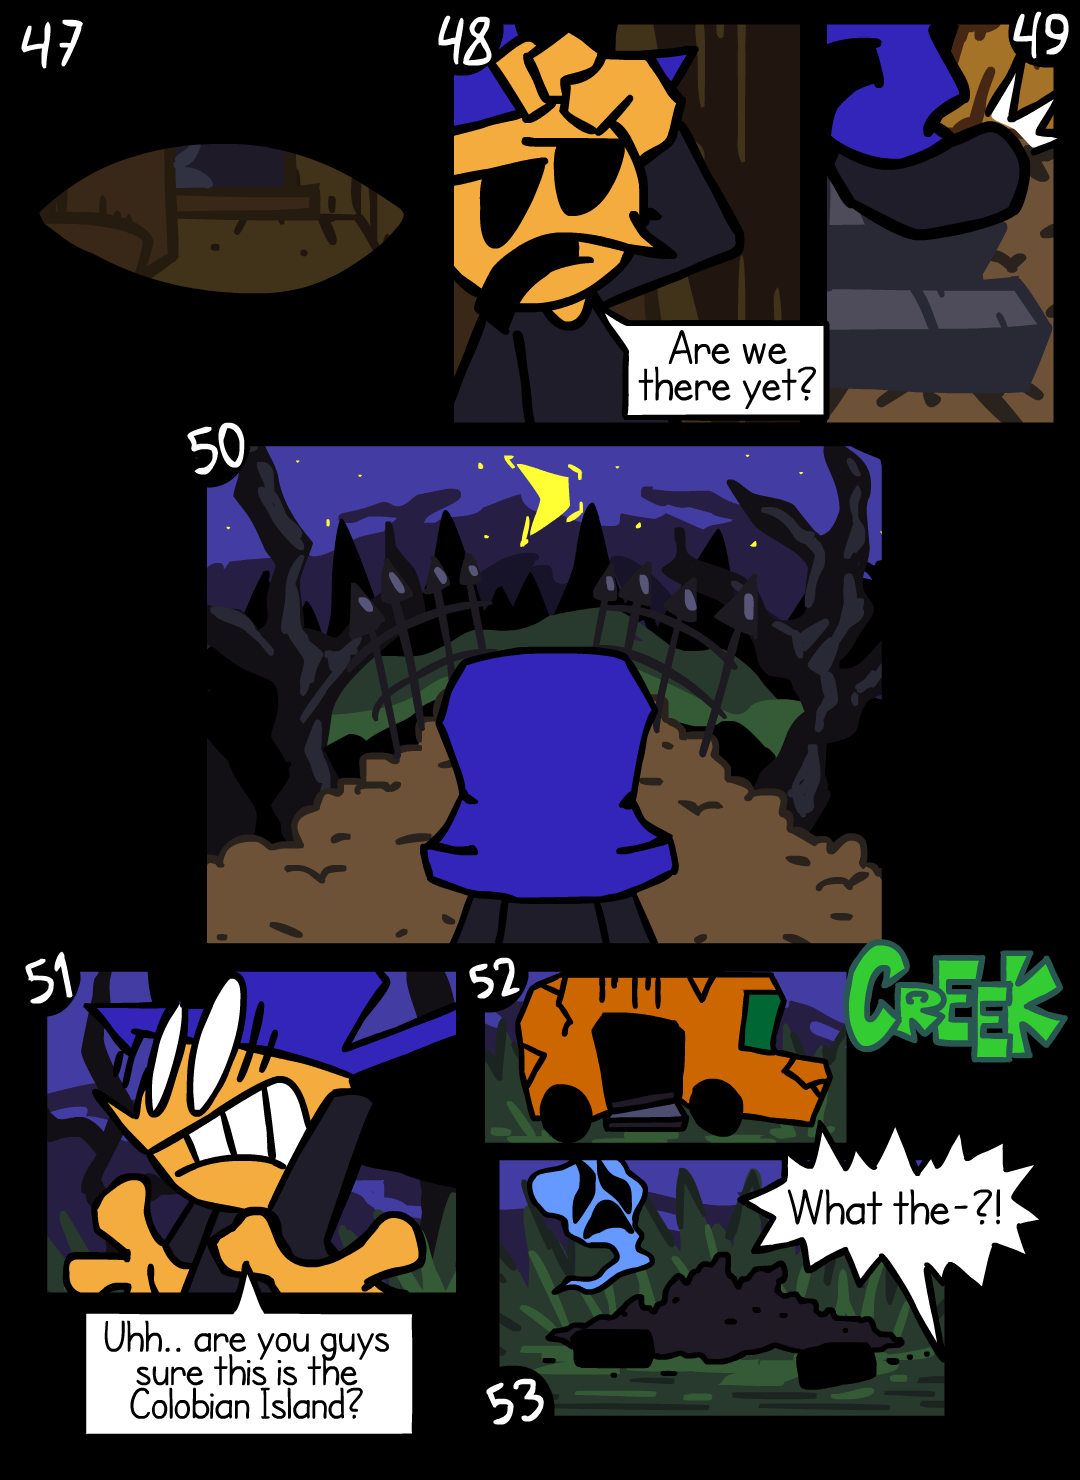 47
48
49
Are we
there yet?
50
51
52
CREEK
What the-?!
Uhh.. are you guys
sure this is the
Colobian Island?
53